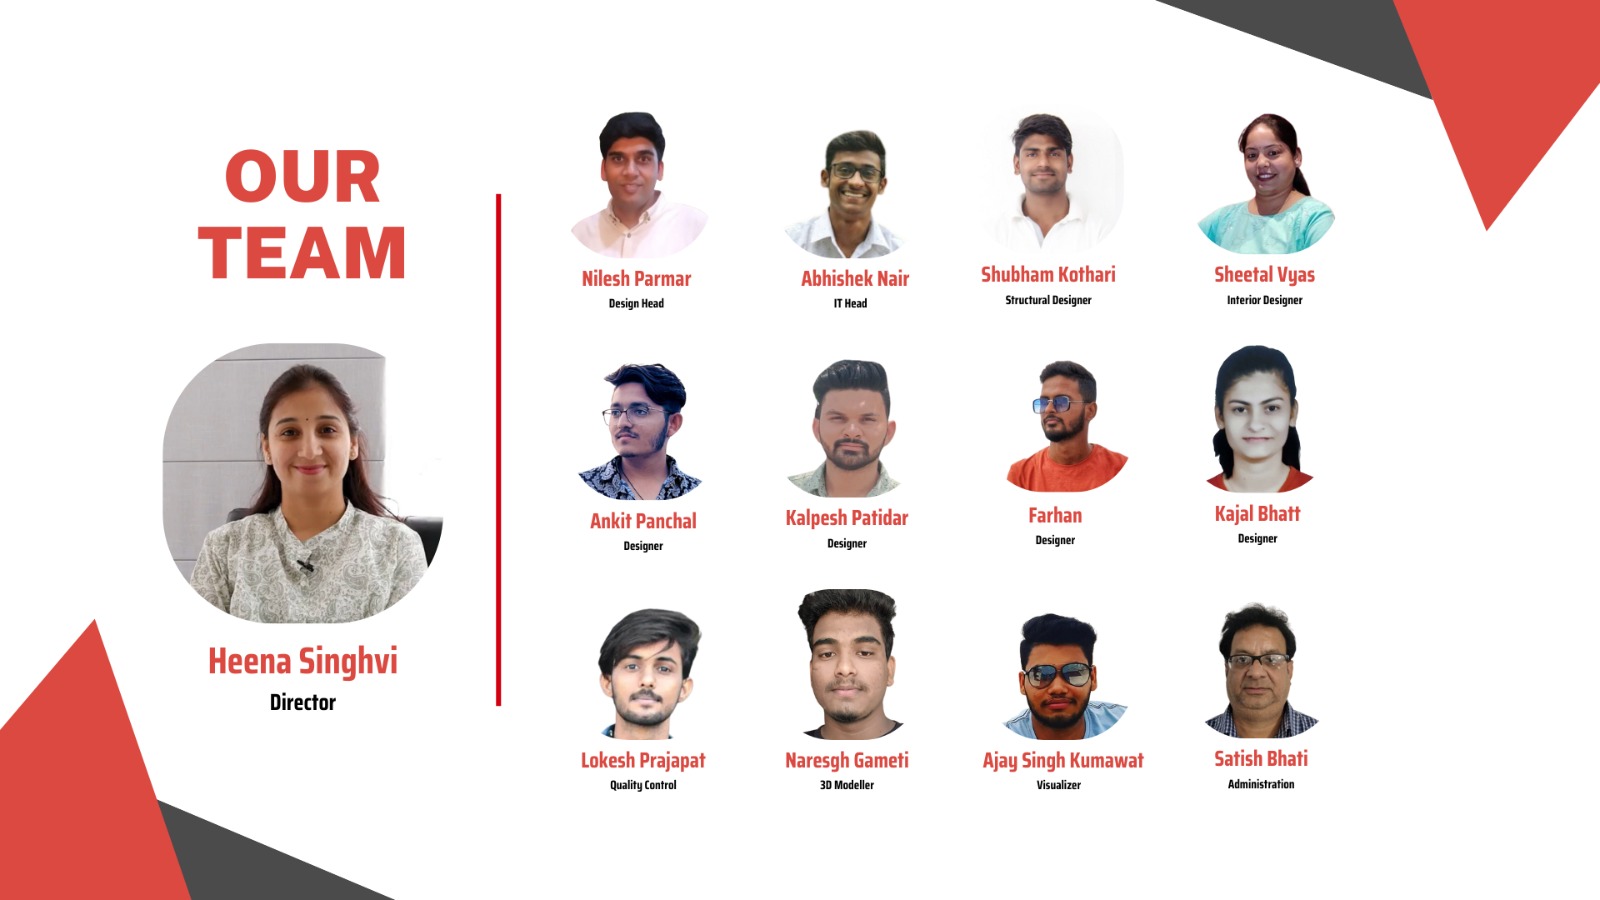 OUR
TEAM
Heena Singhvi
Director
Nilesh Parmar
Design Head
Abhishek Nair
IT Head
Shubham Kothari
Structural Designer
Sheetal Vyas
Interior Designer
Ankit Panchal
Designer
Kalpesh Patidar
Designer
Farhan
Designer
Kajal Bhatt
Designer
Lokesh Prajapat
Quality Control
Naresgh Gameti
3D Modeller
Ajay Singh Kumawat
Visualizer
Satish Bhati
Administration